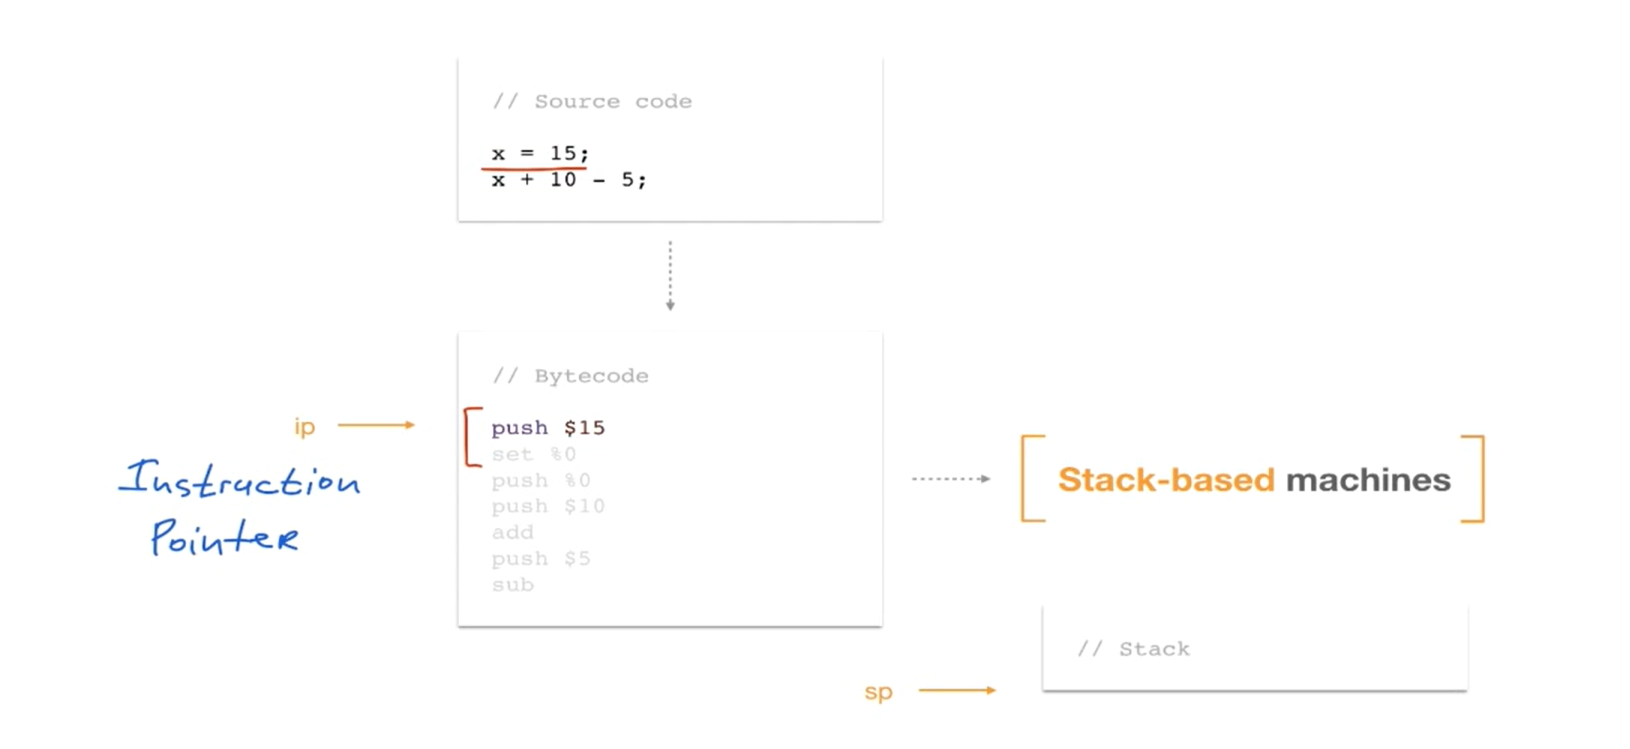 // Source code
x = 15;
x + 10 - 5;
// Bytecode
ip
push $15
set %0
push %0
push $10
add
push $5
sub
Instruction
Pointer
Stack-based machines
// Stack
sp